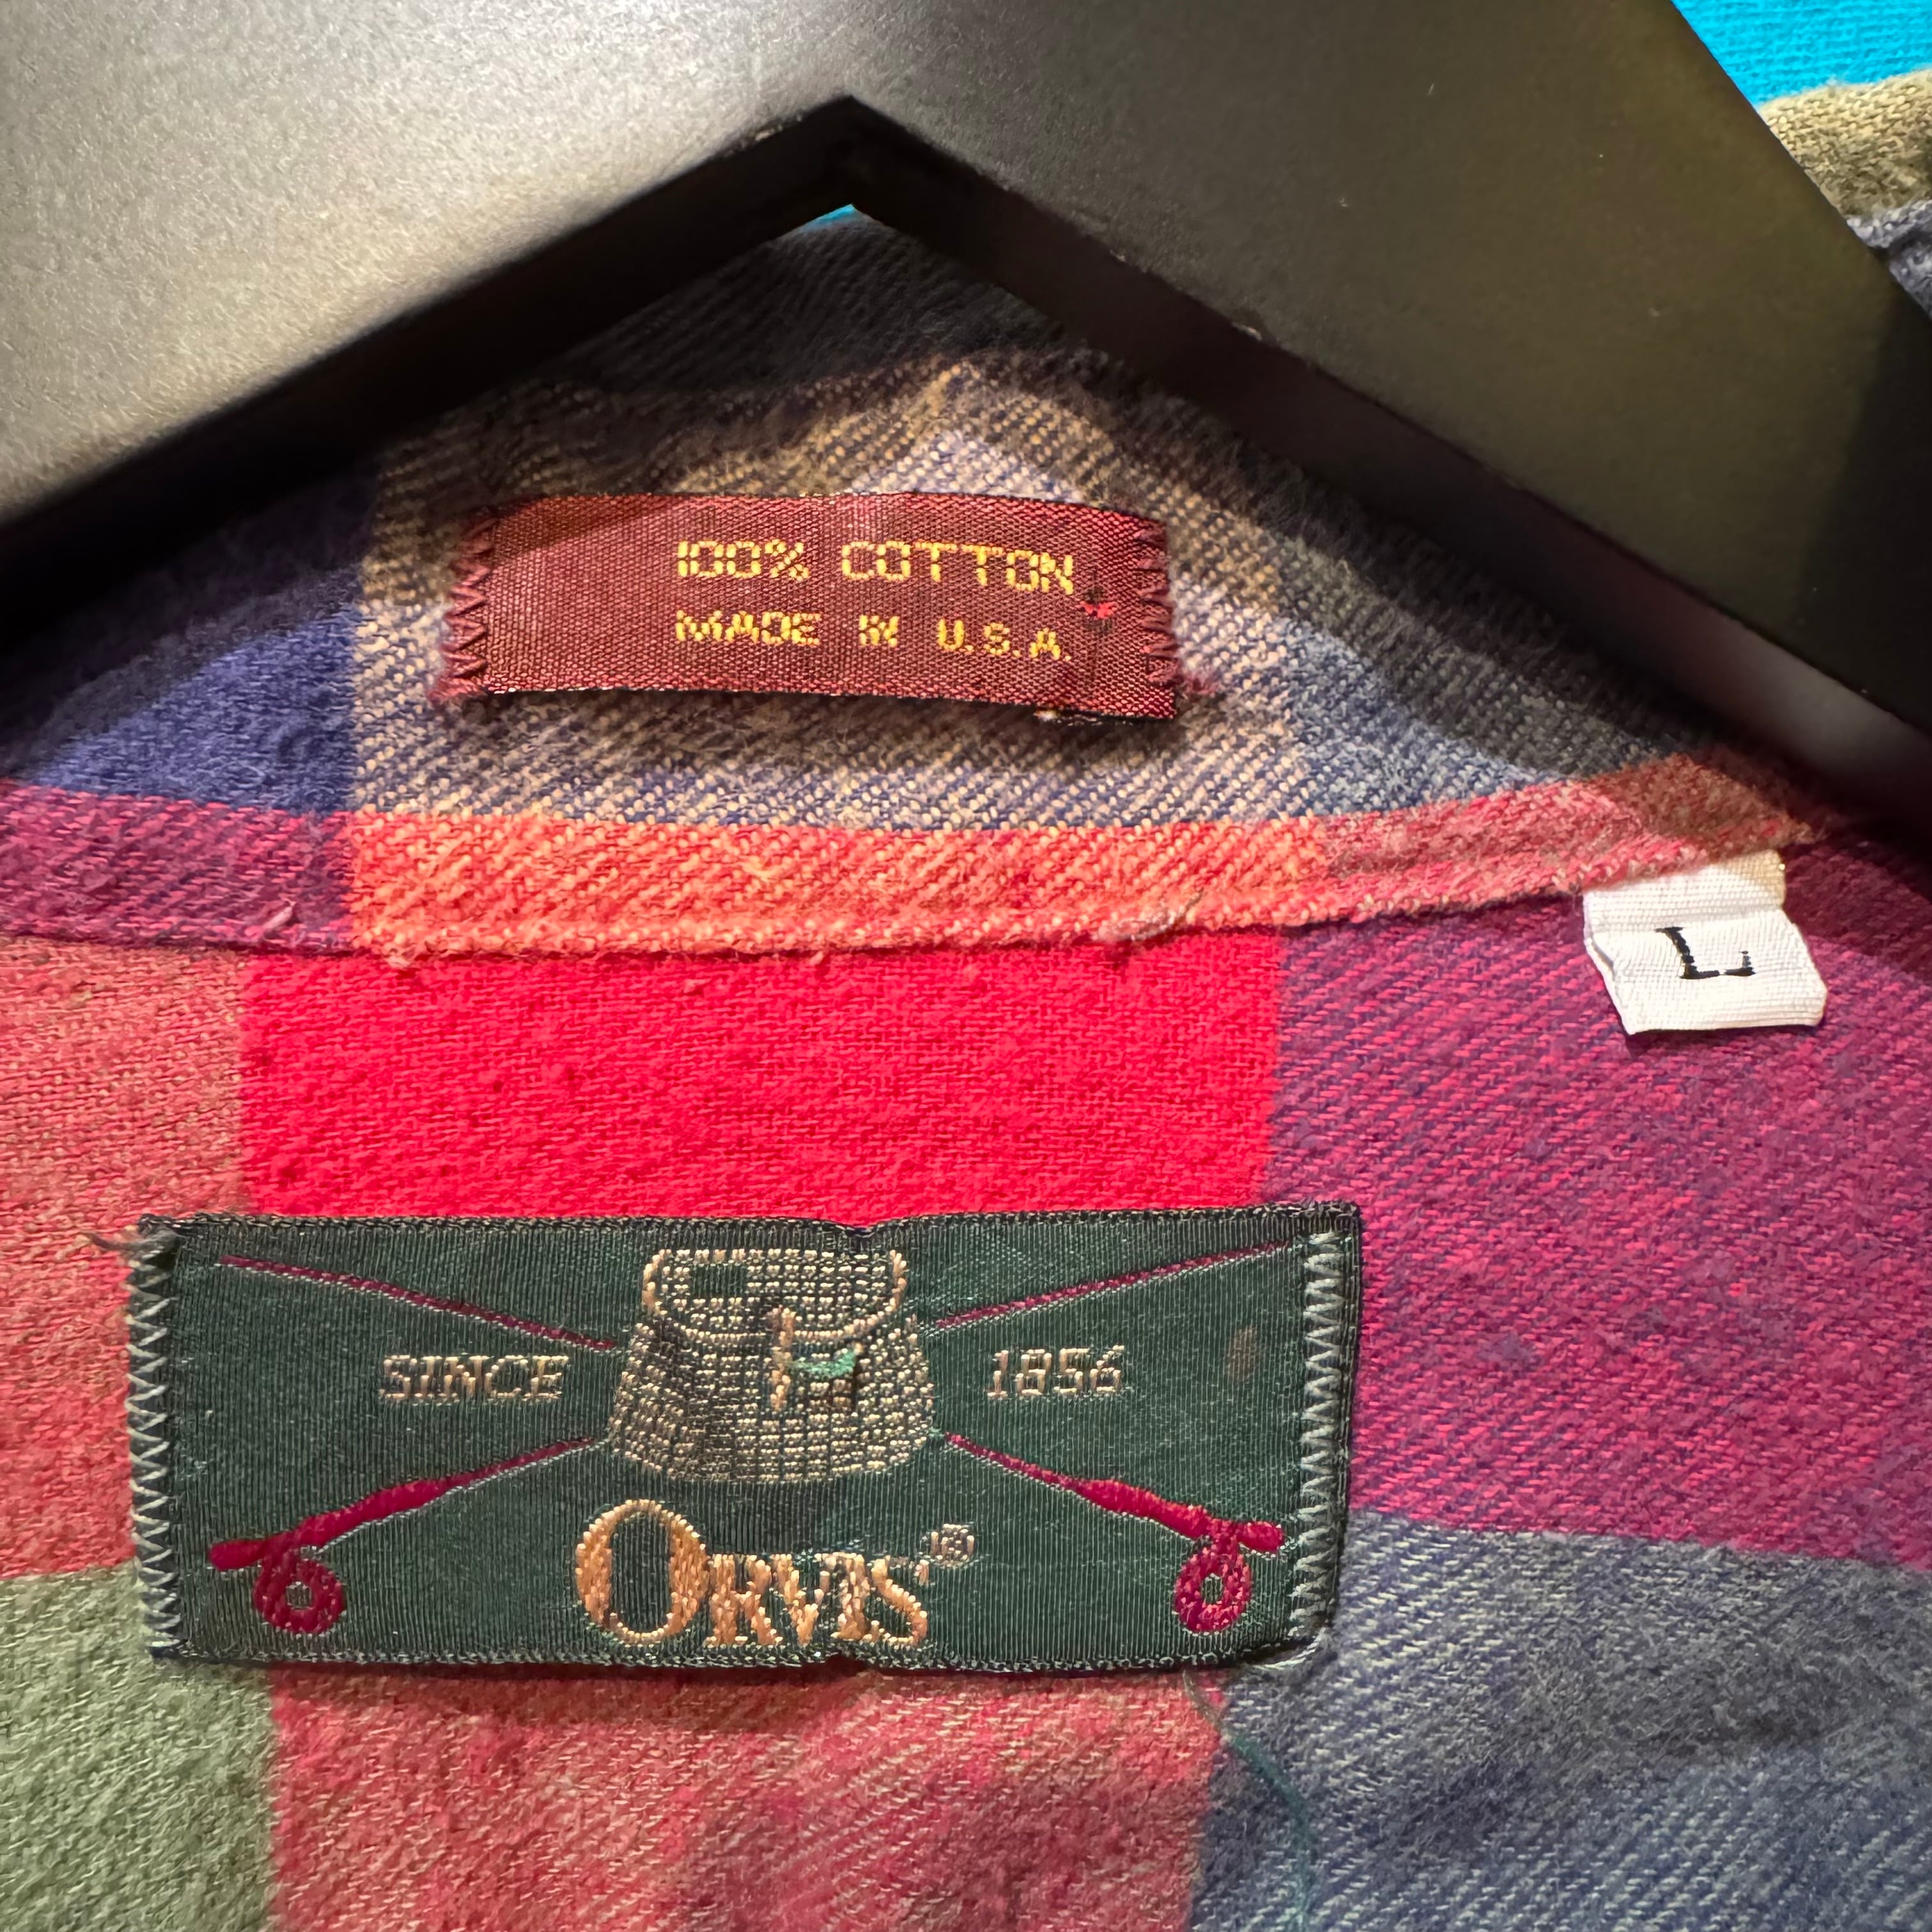 100% COTTON
MADE IN U.S.A.
L
SINCE 1856
ORVIS®